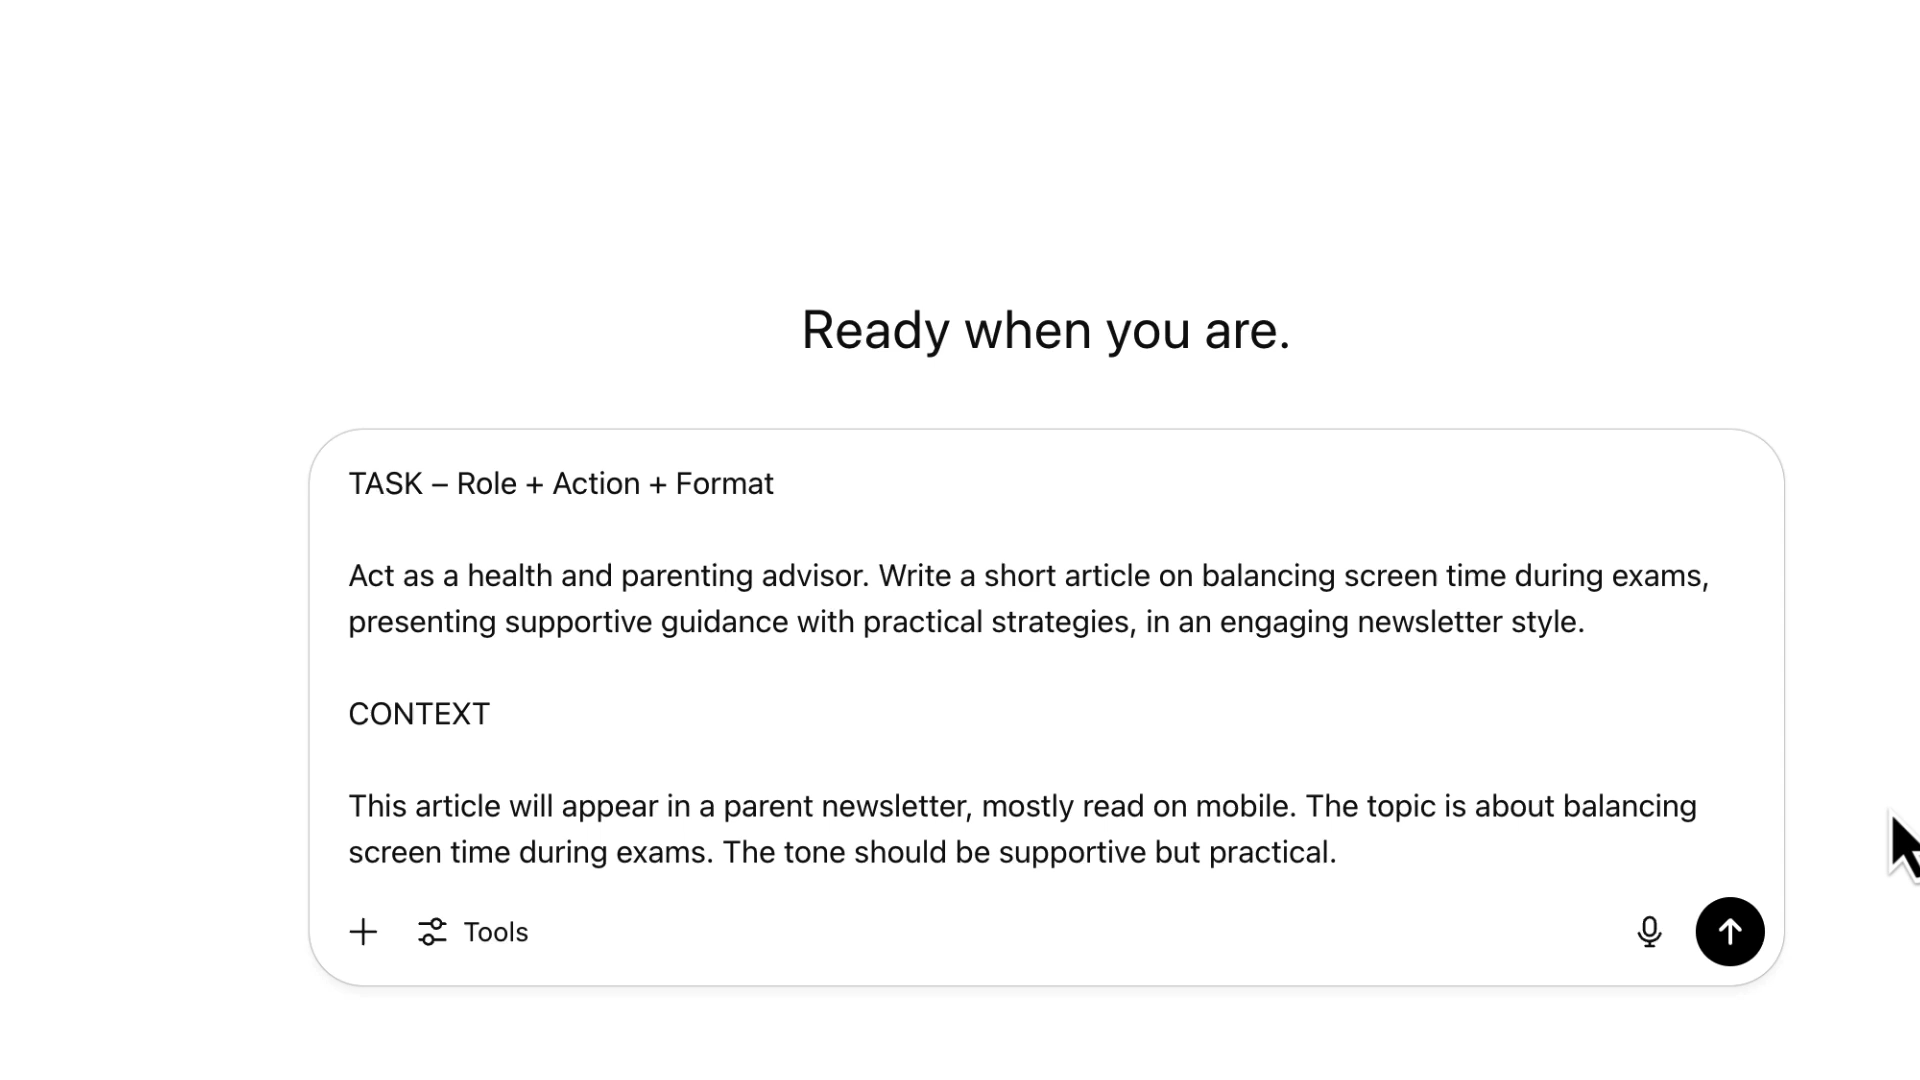 Ready when you are.
TASK – Role + Action + Format
Act as a health and parenting advisor. Write a short article on balancing screen time during exams,
presenting supportive guidance with practical strategies, in an engaging newsletter style.
CONTEXT
This article will appear in a parent newsletter, mostly read on mobile. The topic is about balancing
screen time during exams. The tone should be supportive but practical.
Tools